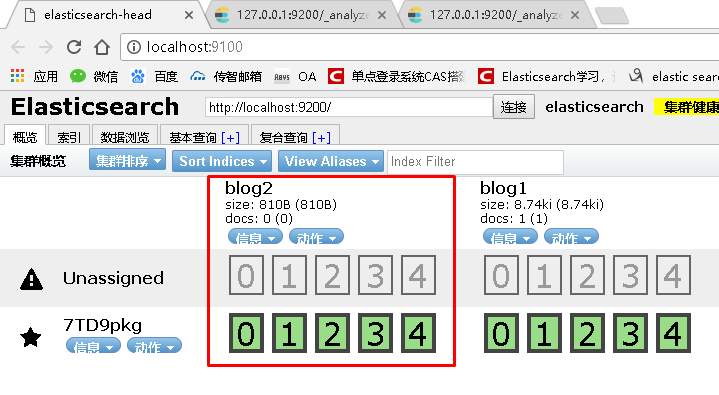 elasticsearch-head
127.0.0.1:9200/_analyze
127.0.0.1:9200/_analyze
localhost:9100
应用 微信 百度 传智邮箱 OA 单点登录系统CAS搭 Elasticsearch学习, elastic sear
Elasticsearch http://localhost:9200/ 连接 elasticsearch 集群健康
概览 索引 数据浏览 基本查询 [+] 复合查询 [+]
集群概览 集群排序 Sort Indices View Aliases Index Filter
blog2 blog1
size: 810B (810B) size: 8.74ki (8.74ki)
docs: 0 (0) docs: 1 (1)
信息 动作 信息 动作
Unassigned 0 1 2 3 4 0 1 2 3 4
7TD9pkg 0 1 2 3 4 0 1 2 3 4
信息 动作